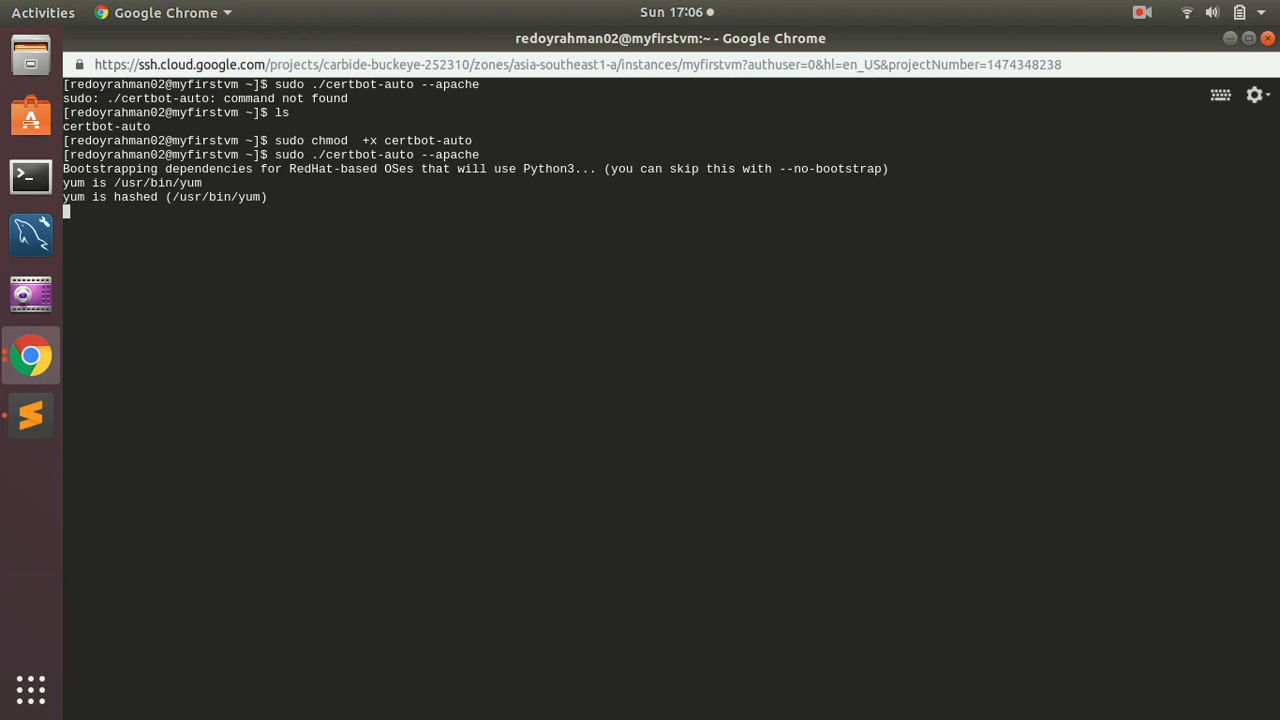 Activities
Google Chrome
Sun 17:06
redoyrahman02@myfirstvm:~ - Google Chrome
https://ssh.cloud.google.com/projects/carbide-buckeye-252310/zones/asia-southeast1-a/instances/myfirstvm?authuser=0&hl=en_US&projectNumber=1474348238
[redoyrahman02@myfirstvm ~]$ sudo ./certbot-auto --apache
sudo: ./certbot-auto: command not found
[redoyrahman02@myfirstvm ~]$ ls
certbot-auto
[redoyrahman02@myfirstvm ~]$ sudo chmod  +x certbot-auto
[redoyrahman02@myfirstvm ~]$ sudo ./certbot-auto --apache
Bootstrapping dependencies for RedHat-based OSes that will use Python3... (you can skip this with --no-bootstrap)
yum is /usr/bin/yum
yum is hashed (/usr/bin/yum)